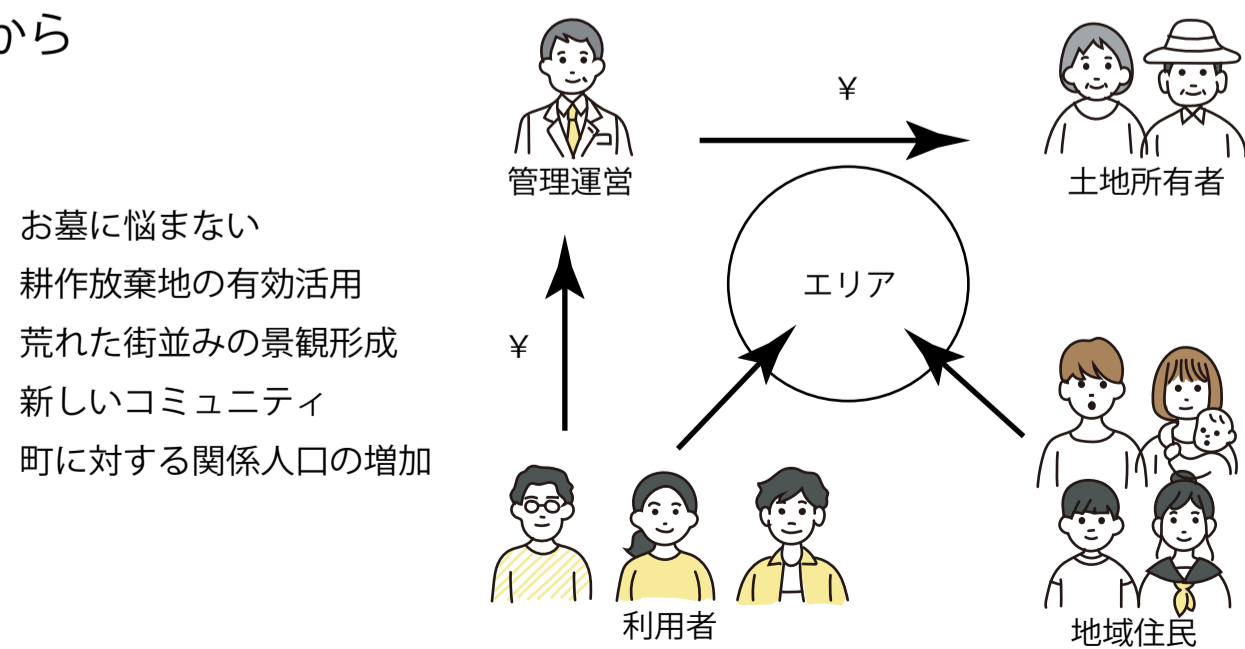 から
お墓に悩まない
耕作放棄地の有効活用
荒れた街並みの景観形成
新しいコミュニティ
町に対する関係人口の増加
管理運営
¥
土地所有者
エリア
¥
利用者
地域住民